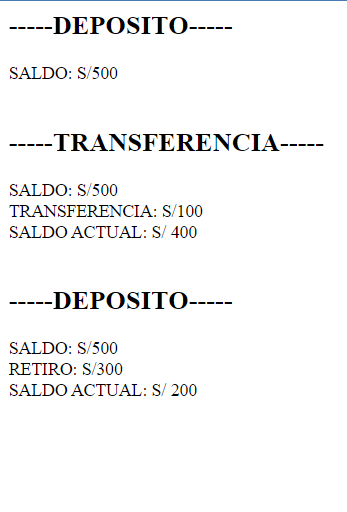 -----DEPOSITO-----
SALDO: S/500
-----TRANSFERENCIA-----
SALDO: S/500
TRANSFERENCIA: S/100
SALDO ACTUAL: S/ 400
-----DEPOSITO-----
SALDO: S/500
RETIRO: S/300
SALDO ACTUAL: S/ 200